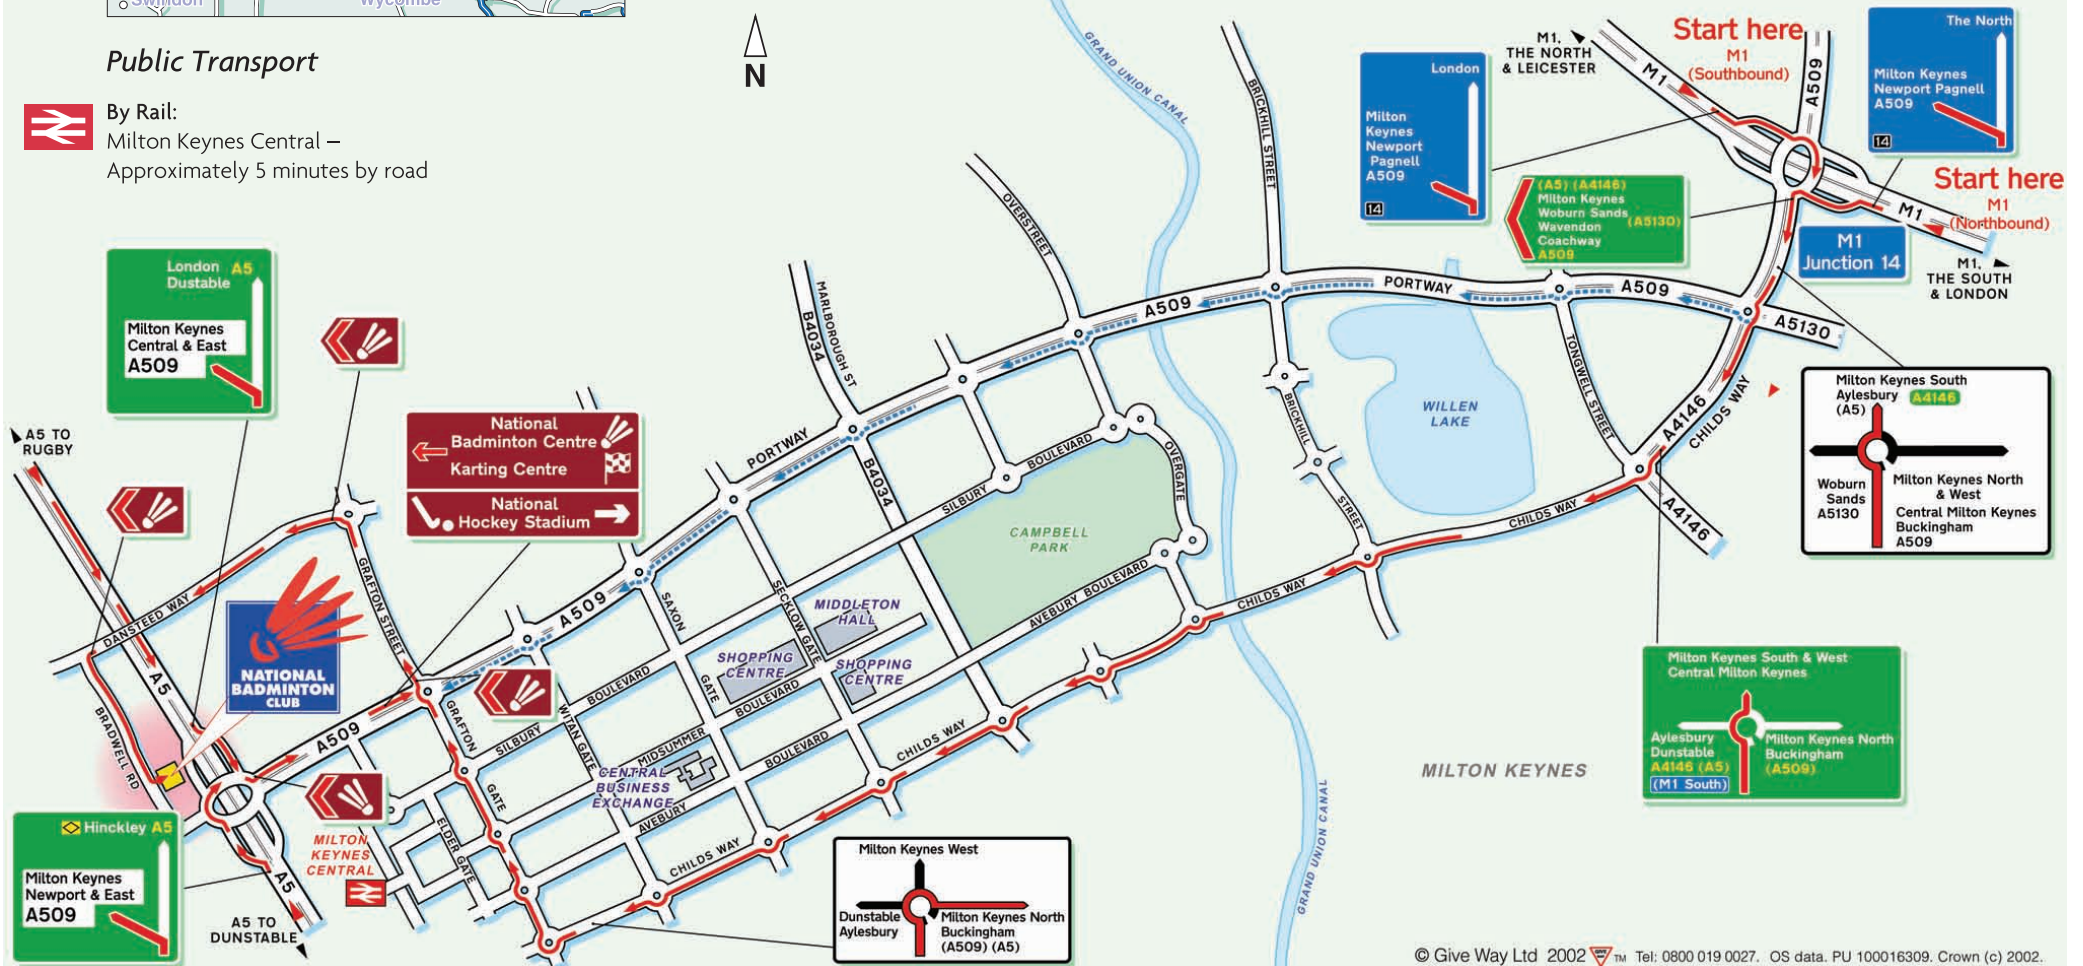 Swindon
Wycombe
Public Transport
By Rail:
Milton Keynes Central –
Approximately 5 minutes by road
N
GRAND UNION CANAL
BRICKHILL STREET
OVERSTREET
M1,
THE NORTH
& LEICESTER
M1
Start here
M1
(Southbound)
A509
The North
Milton Keynes
Newport Pagnell
A509
14
London
Milton
Keynes
Newport
Pagnell
A509
14
(A5) (A4146)
Milton Keynes
Woburn Sands
(A5130)
Wavendon
Coachway
A509
Start here
M1
(Northbound)
M1
M1
Junction 14
M1,
THE SOUTH
& LONDON
London A5
Dustable
Milton Keynes
Central & East
A509
MARLBOROUGH ST
B4034
A509
PORTWAY
A509
A5130
TONGWELL STREET
WILLEN
LAKE
A4146
CHILDS WAY
Milton Keynes South
Aylesbury
A4146
(A5)
Woburn
Sands
A5130
Milton Keynes North
& West
Central Milton Keynes
Buckingham
A509
A5 TO
RUGBY
National
Badminton Centre
Karting Centre
National
Hockey Stadium
PORTWAY
B4034
SILBURY
BOULEVARD
OVERGATE
BRICKHILL
STREET
CHILDS WAY
A4146
CAMPBELL
PARK
AVEBURY BOULEVARD
CHILDS WAY
DANSTEED WAY
GRAFTON STREET
A509
SAXON
GATE
SECKLOW GATE
MIDDLETON
HALL
SHOPPING
CENTRE
SHOPPING
CENTRE
NATIONAL
BADMINTON
CLUB
A5
BRADWELL RD
A509
GRAFTON
GATE
SILBURY
BOULEVARD
WITAN GATE
MIDSUMMER
BOULEVARD
CENTRAL
BUSINESS
EXCHANGE
AVEBURY
BOULEVARD
CHILDS WAY
Milton Keynes South & West
Central Milton Keynes
Aylesbury
Dunstable
A4146 (A5)
(M1 South)
Milton Keynes North
Buckingham
(A509)
MILTON KEYNES
GRAND UNION CANAL
Hinckley A5
Milton Keynes
Newport & East
A509
MILTON
KEYNES
CENTRAL
ELDER GATE
CHILDS WAY
A5
A5 TO
DUNSTABLE
Milton Keynes West
Dunstable
Aylesbury
Milton Keynes North
Buckingham
(A509) (A5)
© Give Way Ltd 2002 GIVE WAY TM Tel: 0800 019 0027. OS data. PU 100016309. Crown (c) 2002.